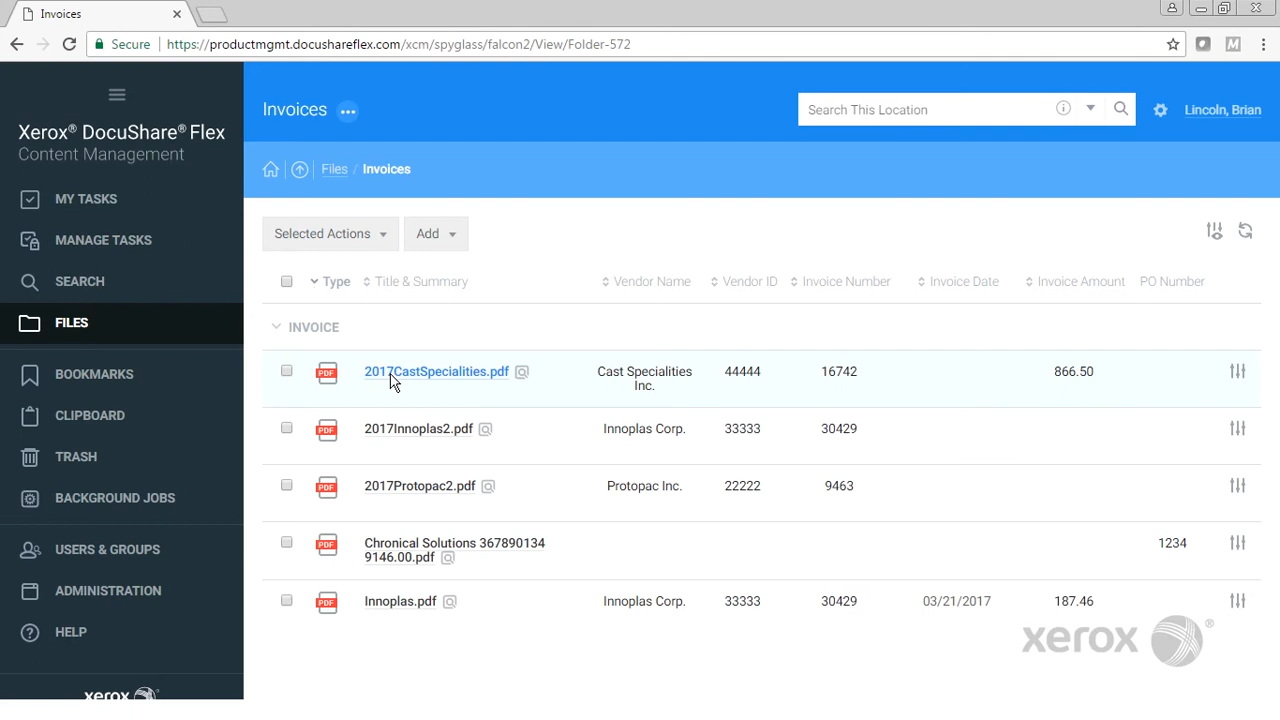 Invoices
Secure https://productmgmt.docushareflex.com/xcm/spyglass/falcon2/View/Folder-572
Xerox® DocuShare® Flex
Content Management
MY TASKS
MANAGE TASKS
SEARCH
FILES
BOOKMARKS
CLIPBOARD
TRASH
BACKGROUND JOBS
USERS & GROUPS
ADMINISTRATION
HELP
xerox
Invoices ...
Search This Location
Lincoln, Brian
Files / Invoices
Selected Actions Add
Type Title & Summary Vendor Name Vendor ID Invoice Number Invoice Date Invoice Amount PO Number
INVOICE
PDF 2017CastSpecialities.pdf Cast Specialities 44444 16742 866.50
Inc.
PDF 2017Innoplas2.pdf Innoplas Corp. 33333 30429
PDF 2017Protopac2.pdf Protopac Inc. 22222 9463
PDF Chronical Solutions 367890134 1234
9146.00.pdf
PDF Innoplas.pdf Innoplas Corp. 33333 30429 03/21/2017 187.46
xerox ®